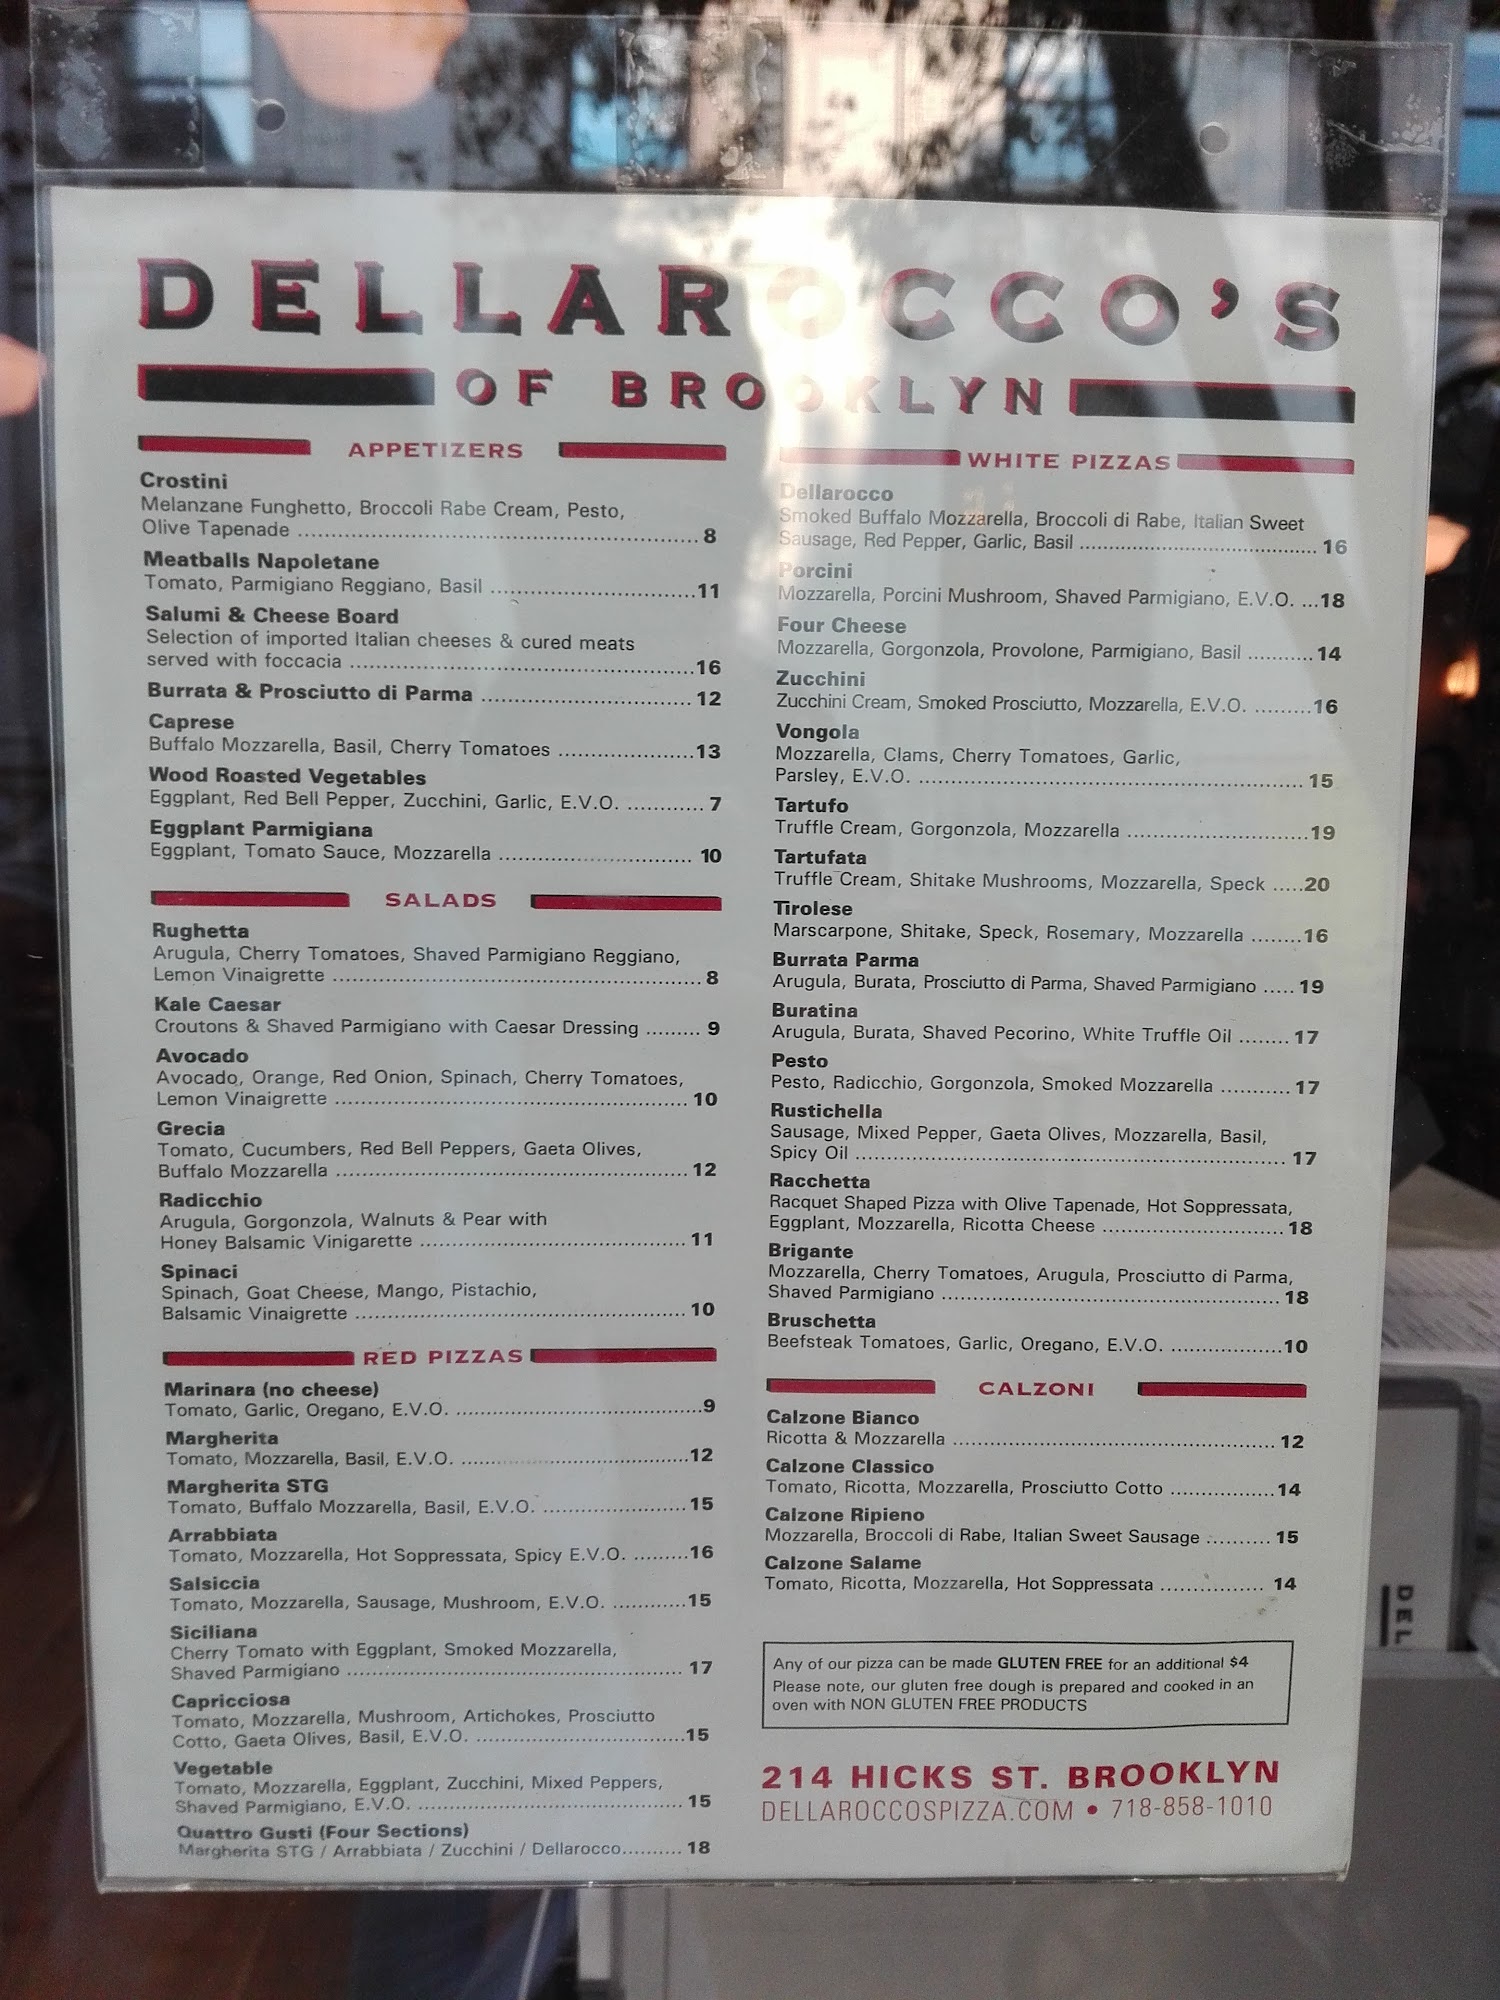 DELLAROCCO'S
OF BROOKLYN
APPETIZERS
Crostini
Melanzane Funghetto, Broccoli Rabe Cream, Pesto,
Olive Tapenade ........................................................ 8
Meatballs Napoletane
Tomato, Parmigiano Reggiano, Basil ..............................11
Salumi & Cheese Board
Selection of imported Italian cheeses & cured meats
served with foccacia ..................................................16
Burrata & Prosciutto di Parma ................................ 12
Caprese
Buffalo Mozzarella, Basil, Cherry Tomatoes ....................13
Wood Roasted Vegetables
Eggplant, Red Bell Pepper, Zucchini, Garlic, E.V.O. ........... 7
Eggplant Parmigiana
Eggplant, Tomato Sauce, Mozzarella ............................ 10
SALADS
Rughetta
Arugula, Cherry Tomatoes, Shaved Parmigiano Reggiano,
Lemon Vinaigrette ..................................................... 8
Kale Caesar
Croutons & Shaved Parmigiano with Caesar Dressing ......... 9
Avocado
Avocado, Orange, Red Onion, Spinach, Cherry Tomatoes,
Lemon Vinaigrette .................................................... 10
Grecia
Tomato, Cucumbers, Red Bell Peppers, Gaeta Olives,
Buffalo Mozzarella .................................................... 12
Radicchio
Arugula, Gorgonzola, Walnuts & Pear with
Honey Balsamic Vinigarette ....................................... 11
Spinaci
Spinach, Goat Cheese, Mango, Pistachio,
Balsamic Vinaigrette ................................................ 10
RED PIZZAS
Marinara (no cheese)
Tomato, Garlic, Oregano, E.V.O. .....................................9
Margherita
Tomato, Mozzarella, Basil, E.V.O. ..................................12
Margherita STG
Tomato, Buffalo Mozzarella, Basil, E.V.O. ..................... 15
Arrabbiata
Tomato, Mozzarella, Hot Soppressata, Spicy E.V.O. .........16
Salsiccia
Tomato, Mozzarella, Sausage, Mushroom, E.V.O. ............15
Siciliana
Cherry Tomato with Eggplant, Smoked Mozzarella,
Shaved Parmigiano .................................................. 17
Capricciosa
Tomato, Mozzarella, Mushroom, Artichokes, Prosciutto
Cotto, Gaeta Olives, Basil, E.V.O. ................................15
Vegetable
Tomato, Mozzarella, Eggplant, Zucchini, Mixed Peppers,
Shaved Parmigiano, E.V.O. ........................................ 15
Quattro Gusti (Four Sections)
Margherita STG / Arrabbiata / Zucchini / Dellarocco.......... 18
WHITE PIZZAS
Dellarocco
Smoked Buffalo Mozzarella, Broccoli di Rabe, Italian Sweet
Sausage, Red Pepper, Garlic, Basil ................................... 16
Porcini
Mozzarella, Porcini Mushroom, Shaved Parmigiano, E.V.O. ...18
Four Cheese
Mozzarella, Gorgonzola, Provolone, Parmigiano, Basil ..........14
Zucchini
Zucchini Cream, Smoked Prosciutto, Mozzarella, E.V.O. .........16
Vongola
Mozzarella, Clams, Cherry Tomatoes, Garlic,
Parsley, E.V.O. .......................................................... 15
Tartufo
Truffle Cream, Gorgonzola, Mozzarella ...........................19
Tartufata
Truffle Cream, Shitake Mushrooms, Mozzarella, Speck .....20
Tirolese
Marscarpone, Shitake, Speck, Rosemary, Mozzarella ........16
Burrata Parma
Arugula, Burata, Prosciutto di Parma, Shaved Parmigiano ..... 19
Buratina
Arugula, Burata, Shaved Pecorino, White Truffle Oil ........ 17
Pesto
Pesto, Radicchio, Gorgonzola, Smoked Mozzarella ........... 17
Rustichella
Sausage, Mixed Pepper, Gaeta Olives, Mozzarella, Basil,
Spicy Oil .................................................................. 17
Racchetta
Racquet Shaped Pizza with Olive Tapenade, Hot Soppressata,
Eggplant, Mozzarella, Ricotta Cheese ........................... 18
Brigante
Mozzarella, Cherry Tomatoes, Arugula, Prosciutto di Parma,
Shaved Parmigiano .................................................... 18
Bruschetta
Beefsteak Tomatoes, Garlic, Oregano, E.V.O. .................10
CALZONI
Calzone Bianco
Ricotta & Mozzarella ................................................. 12
Calzone Classico
Tomato, Ricotta, Mozzarella, Prosciutto Cotto ................14
Calzone Ripieno
Mozzarella, Broccoli di Rabe, Italian Sweet Sausage .......... 15
Calzone Salame
Tomato, Ricotta, Mozzarella, Hot Soppressata ................ 14
Any of our pizza can be made GLUTEN FREE for an additional $4
Please note, our gluten free dough is prepared and cooked in an
oven with NON GLUTEN FREE PRODUCTS
214 HICKS ST. BROOKLYN
DELLAROCCOSPIZZA.COM • 718-858-1010
DEL